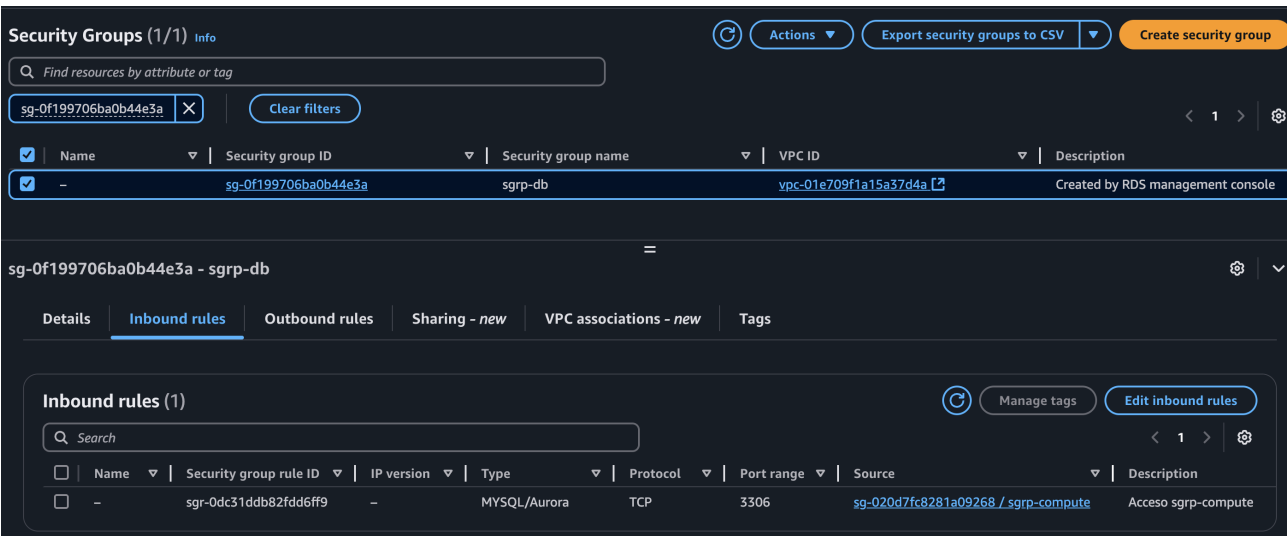 Security Groups (1/1) Info Actions Export security groups to CSV Create security group
Find resources by attribute or tag
sg-0f199706ba0b44e3a Clear filters 1
Name Security group ID Security group name VPC ID Description
– sg-0f199706ba0b44e3a sgrp-db vpc-01e709f1a15a37d4a Created by RDS management console
sg-0f199706ba0b44e3a - sgrp-db
Details Inbound rules Outbound rules Sharing - new VPC associations - new Tags
Inbound rules (1) Manage tags Edit inbound rules
Search 1
Name Security group rule ID IP version Type Protocol Port range Source Description
– sgr-0dc31ddb82fdd6ff9 – MYSQL/Aurora TCP 3306 sg-020d7fc8281a09268 / sgrp-compute Acceso sgrp-compute